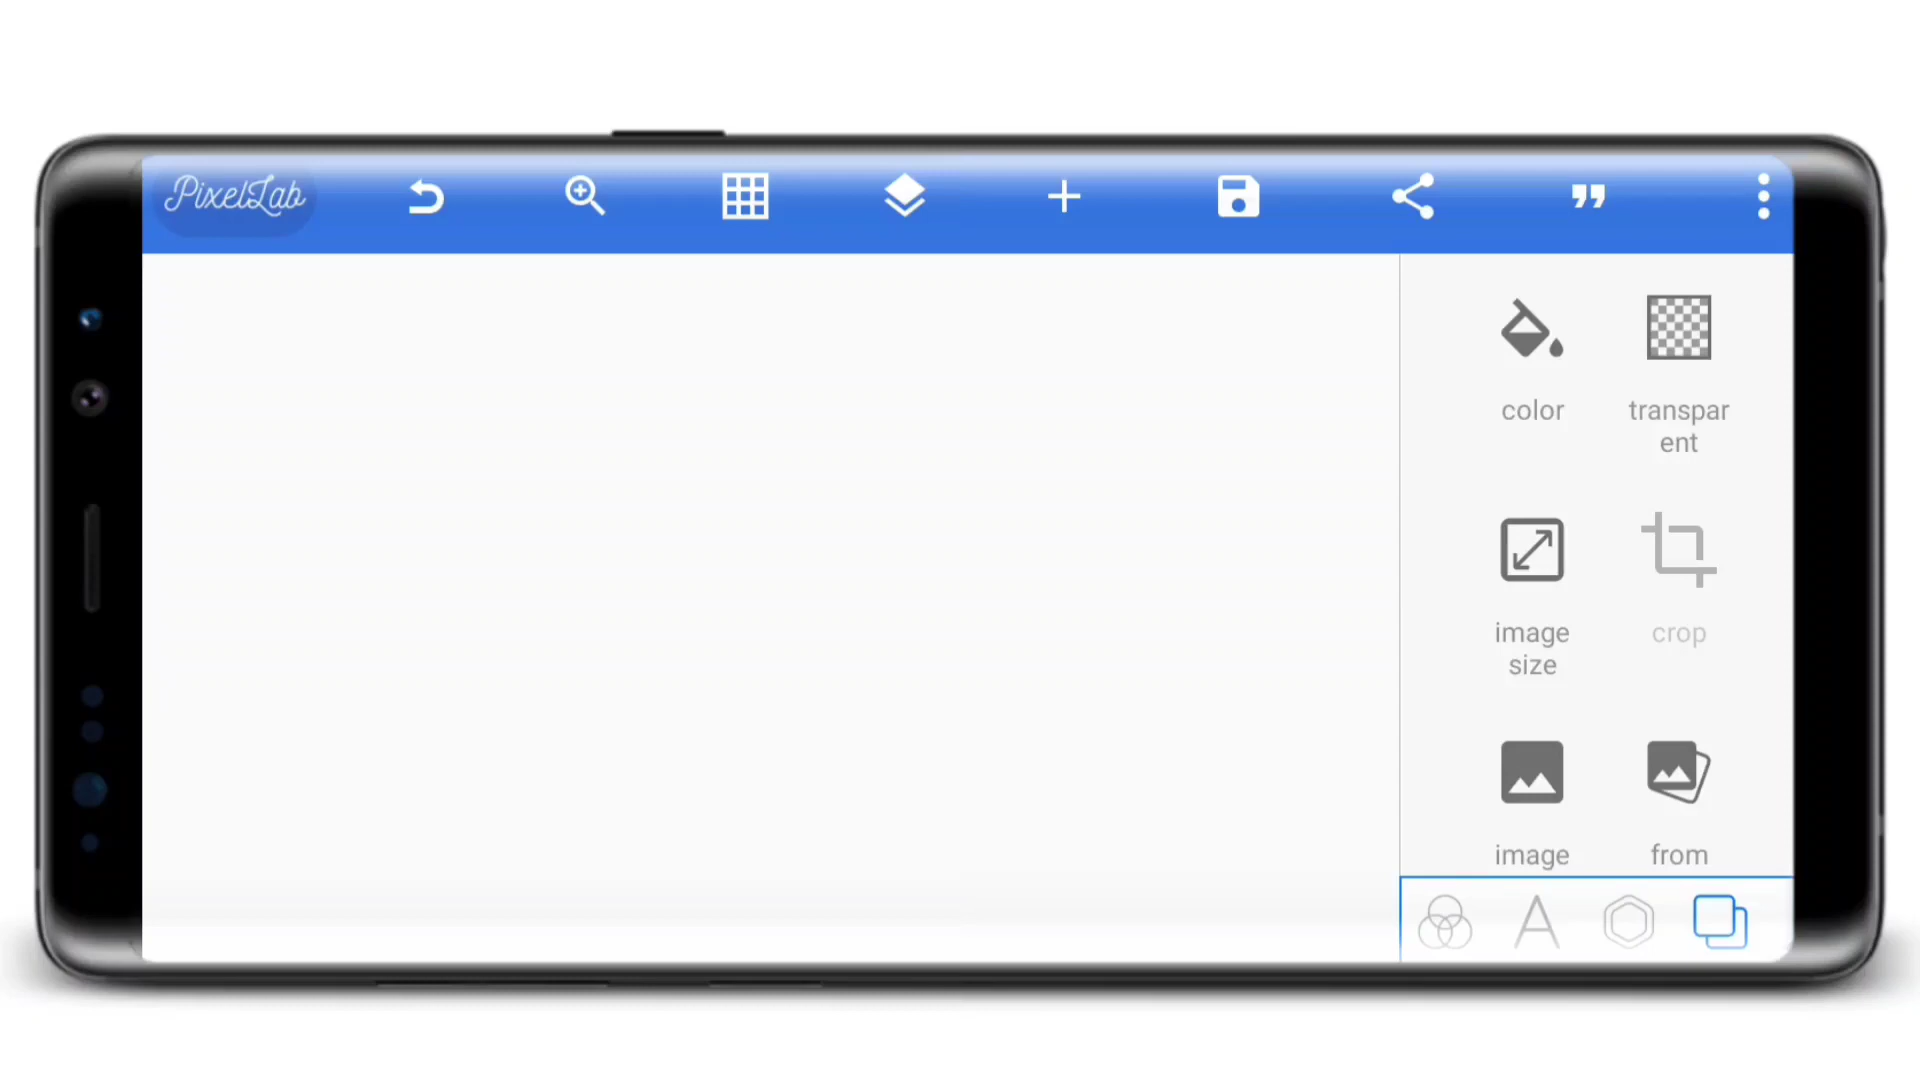 PixelLab
color
transpar
ent
image
size
crop
image
from